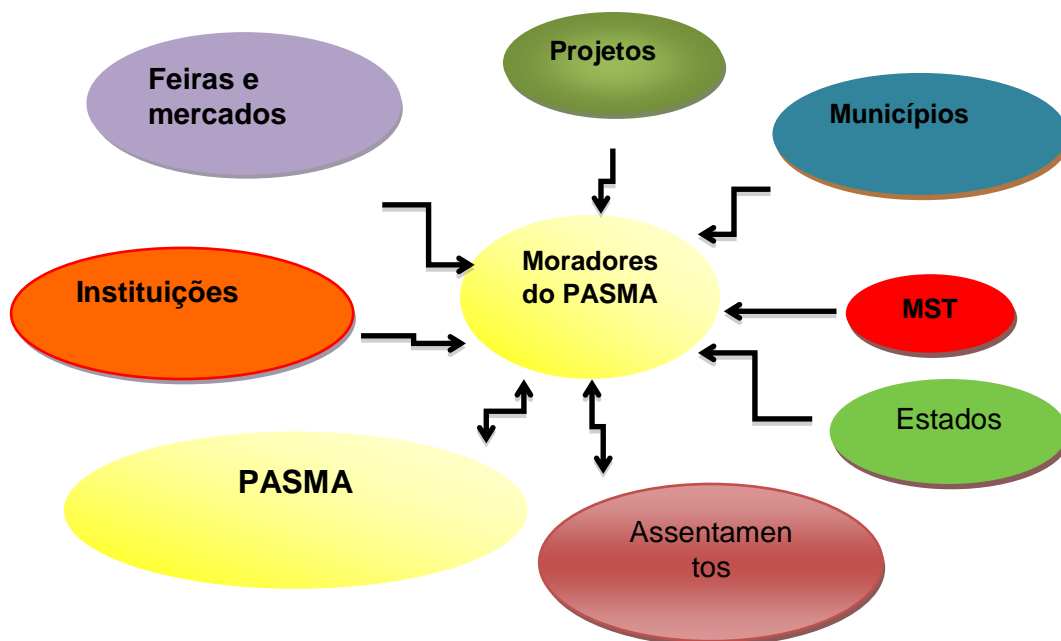 Projetos
Feiras e
mercados
Municípios
Moradores
do PASMA
Instituições
MST
Estados
PASMA
Assentamen
tos